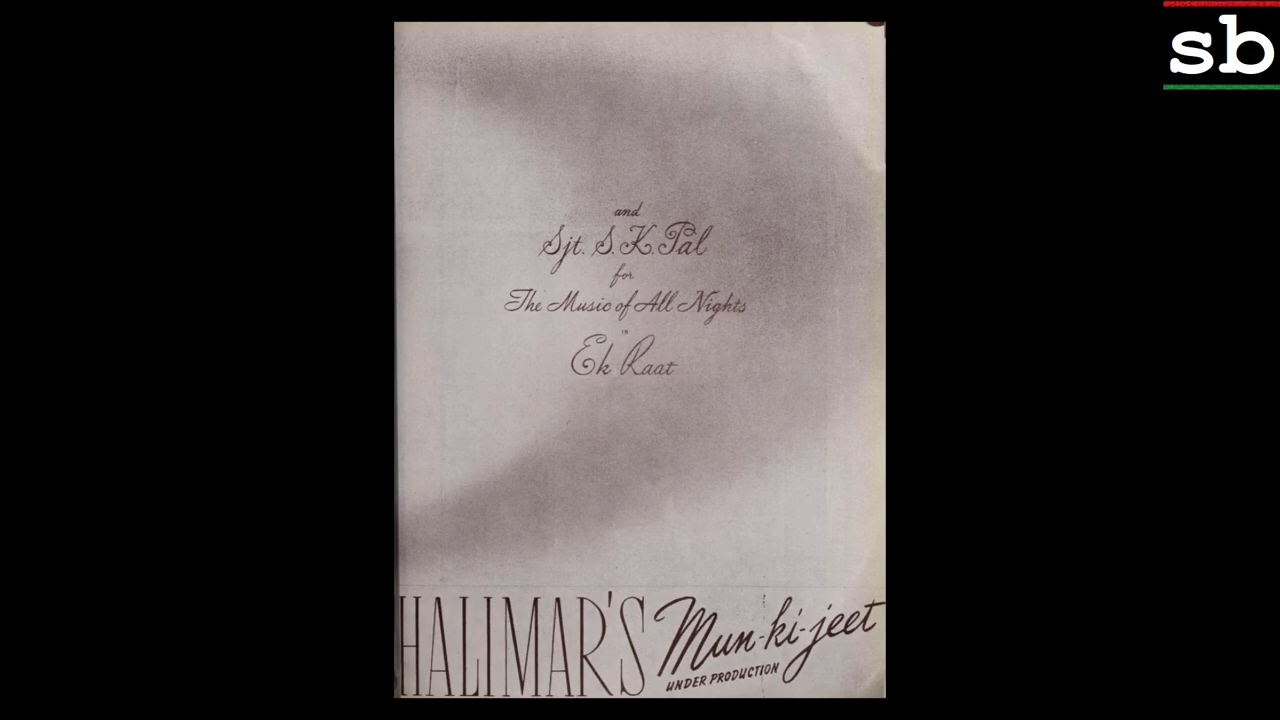 sb
and
Sjt. S. K. Pal
for
The Music of All Nights
in
Ek Raat
HALIMAR'S
Mun-ki-jeet
UNDER PRODUCTION